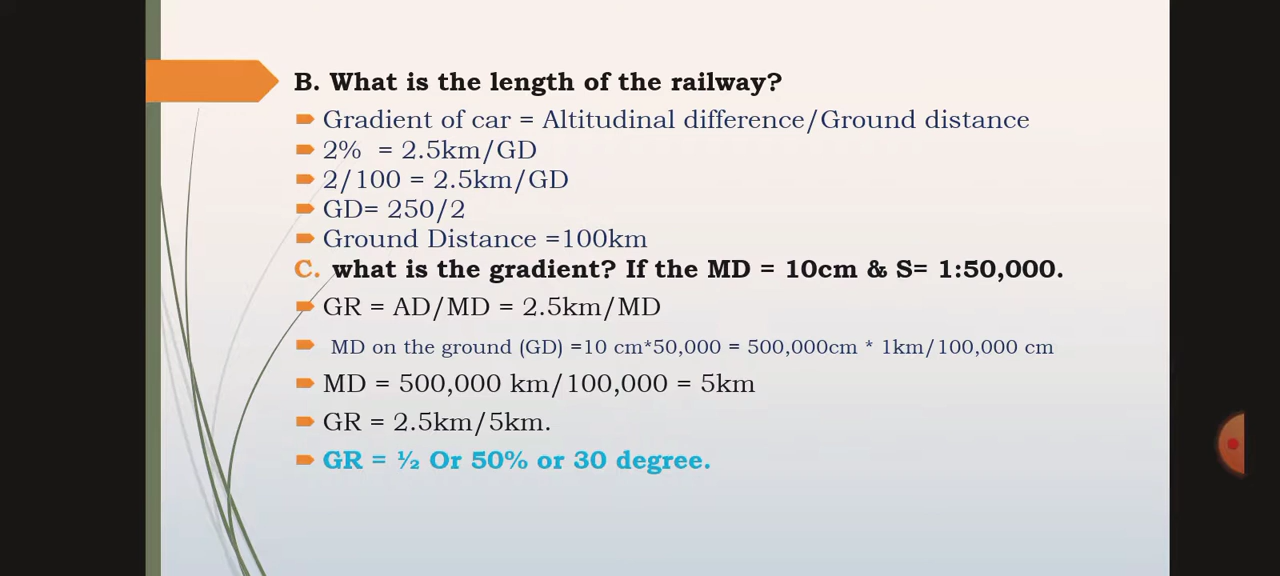 B. What is the length of the railway?
Gradient of car = Altitudinal difference/Ground distance
2% = 2.5km/GD
2/100 = 2.5km/GD
GD= 250/2
Ground Distance =100km
C. what is the gradient? If the MD = 10cm & S= 1:50,000.
GR = AD/MD = 2.5km/MD
MD on the ground (GD) =10 cm*50,000 = 500,000cm * 1km/100,000 cm
MD = 500,000 km/100,000 = 5km
GR = 2.5km/5km.
GR = ½ Or 50% or 30 degree.